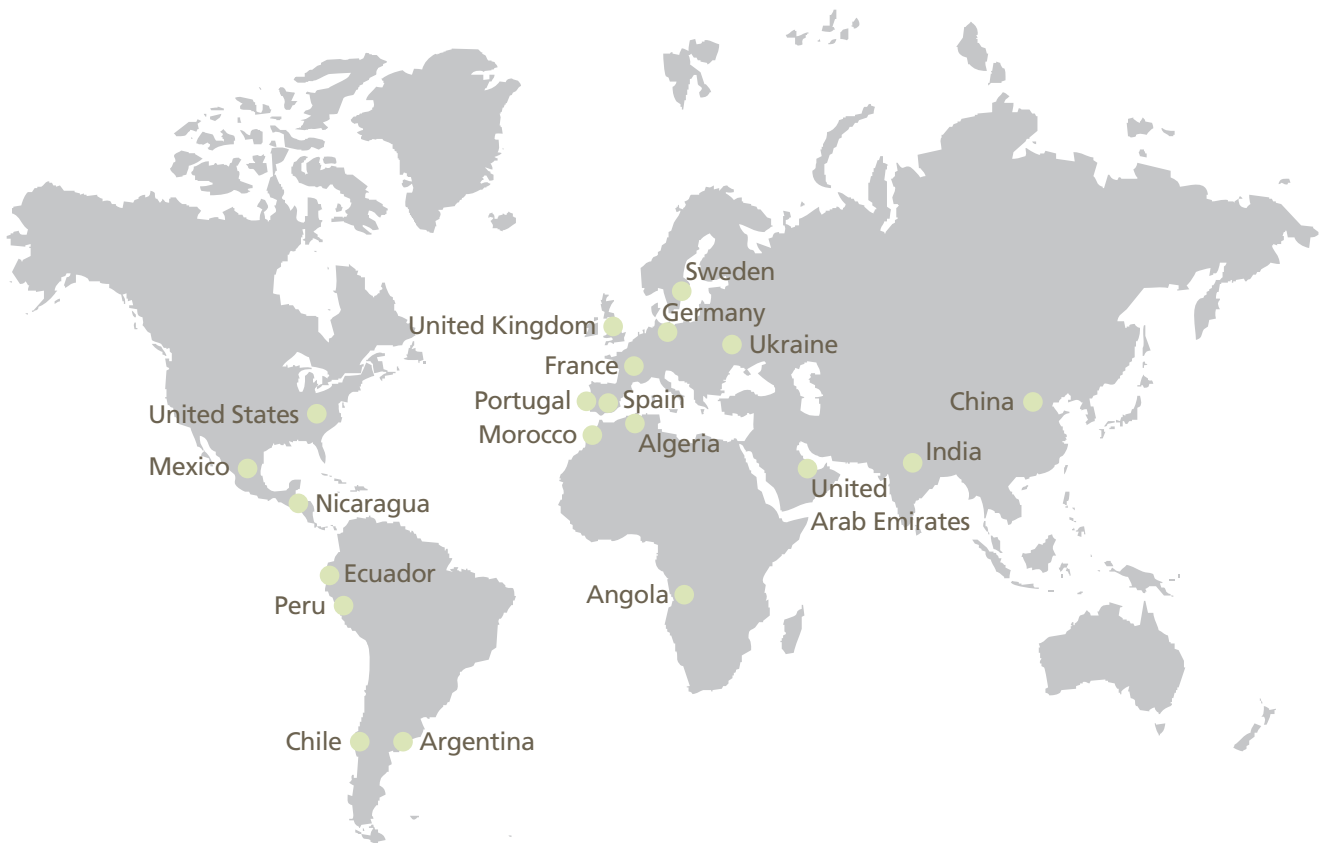 Sweden
Germany
United Kingdom
Ukraine
France
Portugal
Spain
China
United States
Morocco
Algeria
India
Mexico
United
Arab Emirates
Nicaragua
Ecuador
Angola
Peru
Chile
Argentina